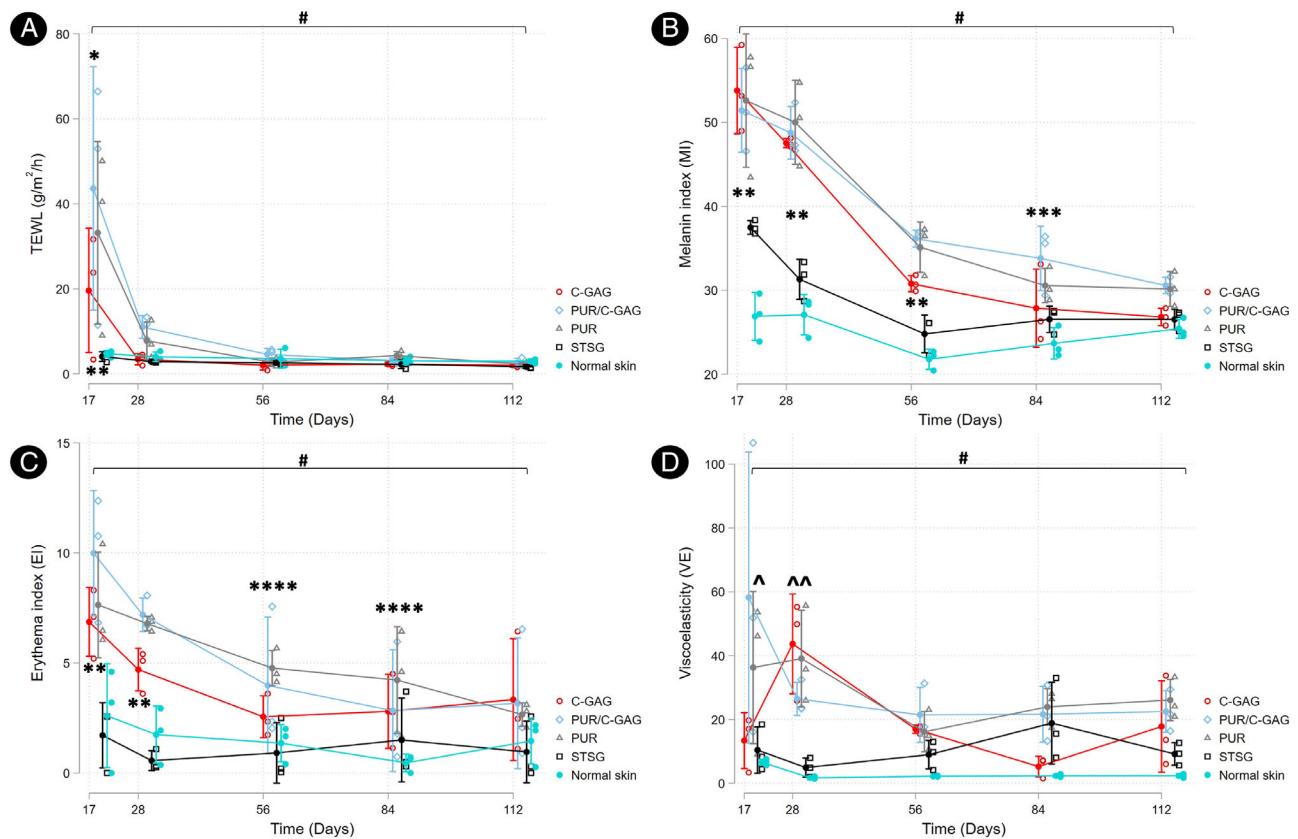 A
#
80
60
40
20
0
*
**
TEWL (g/m²/h)
17 28 56 84 112
Time (Days)
C-GAG
PUR/C-GAG
PUR
STSG
Normal skin
B
#
60
50
40
30
20
**
**
**
***
Melanin index (MI)
17 28 56 84 112
Time (Days)
C-GAG
PUR/C-GAG
PUR
STSG
Normal skin
C
#
15
10
5
0
**
**
****
****
Erythema index (EI)
17 28 56 84 112
Time (Days)
C-GAG
PUR/C-GAG
PUR
STSG
Normal skin
D
#
100
80
60
40
20
0
^
^^
Viscoelasticity (VE)
17 28 56 84 112
Time (Days)
C-GAG
PUR/C-GAG
PUR
STSG
Normal skin